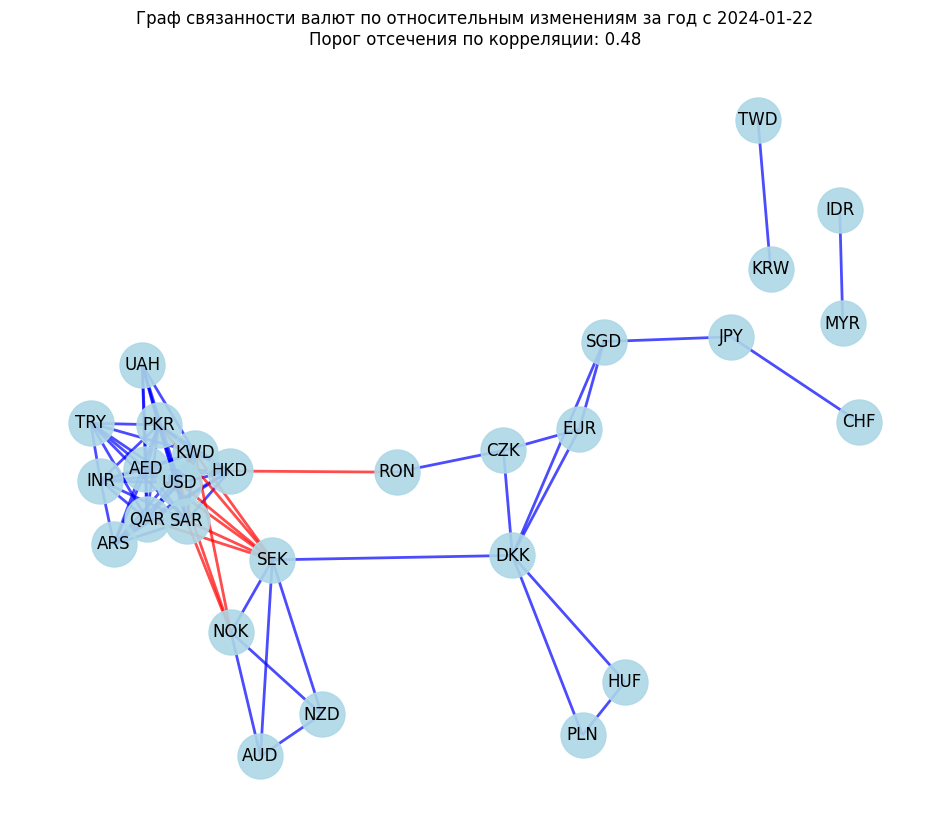 Граф связанности валют по относительным изменениям за год с 2024-01-22
Порог отсечения по корреляции: 0.48
TWD
IDR
KRW
MYR
JPY
SGD
UAH
CHF
TRY
PKR
EUR
KWD
CZK
AED
HKD
RON
INR
USD
QAR
SAR
ARS
SEK
DKK
NOK
HUF
NZD
PLN
AUD